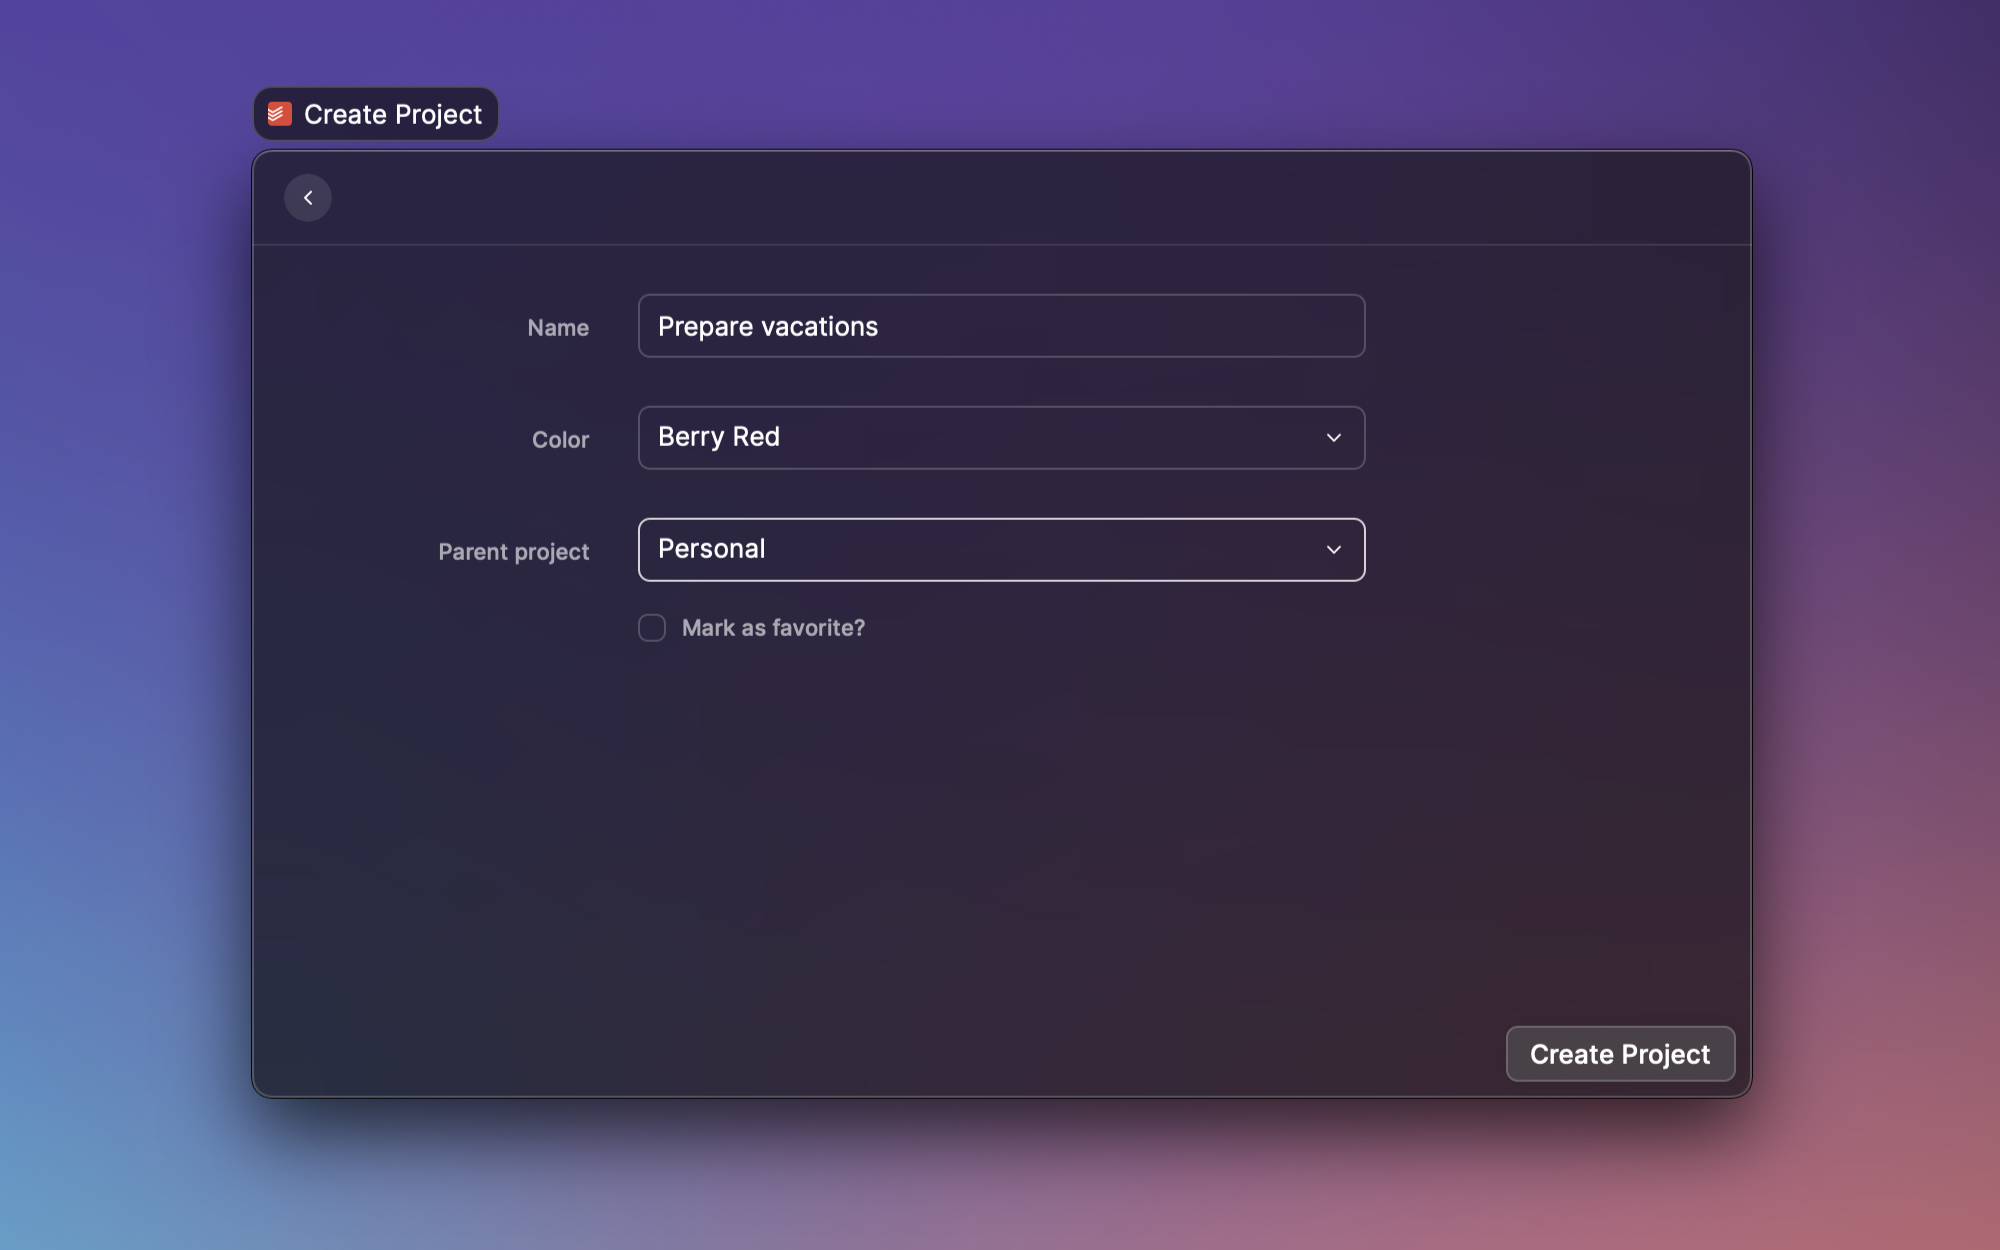 Create Project
Name
Prepare vacations
Color
Berry Red
Parent project
Personal
Mark as favorite?
Create Project